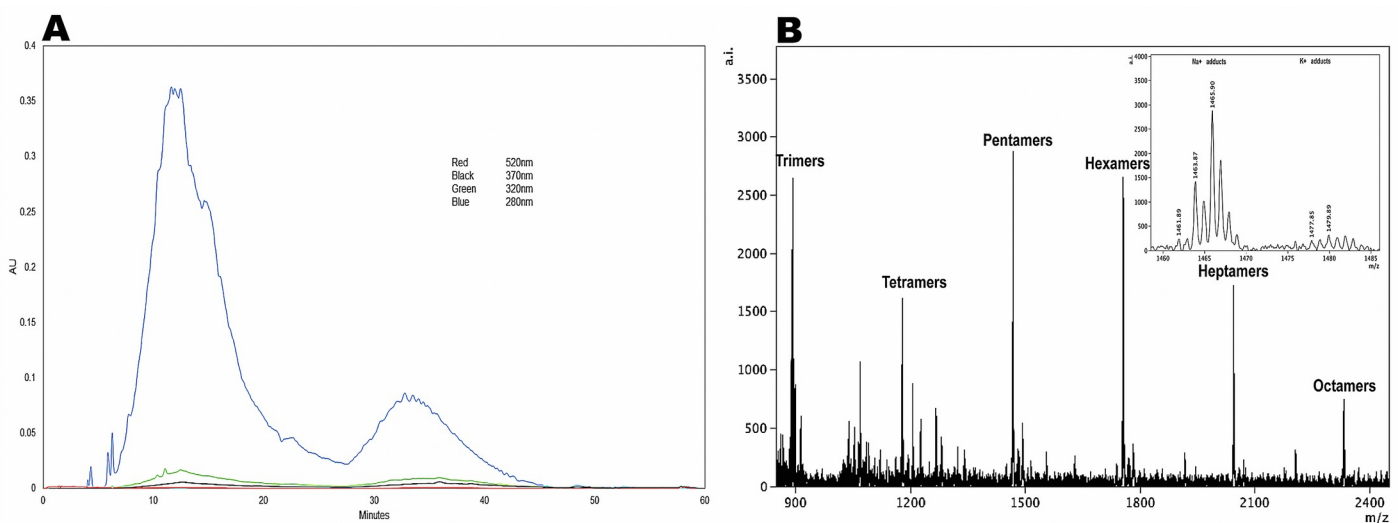 A
0.4
0.35
0.3
0.25
0.2
0.15
0.1
0.05
0
AU
0 10 20 30 40 50 60
Minutes
Red 520nm
Black 370nm
Green 320nm
Blue 280nm
B
a.i.
3500
3000
2500
2000
1500
1000
500
0
900 1200 1500 1800 2100 2400
m/z
Trimers
Tetramers
Pentamers
Hexamers
Heptamers
Octamers
a.i.
4000
3500
3000
2500
2000
1500
1000
500
0
Na+ adducts
K+ adducts
1461.89
1463.87
1465.90
1477.85
1479.89
1460 1465 1470 1475 1480 1485
m/z